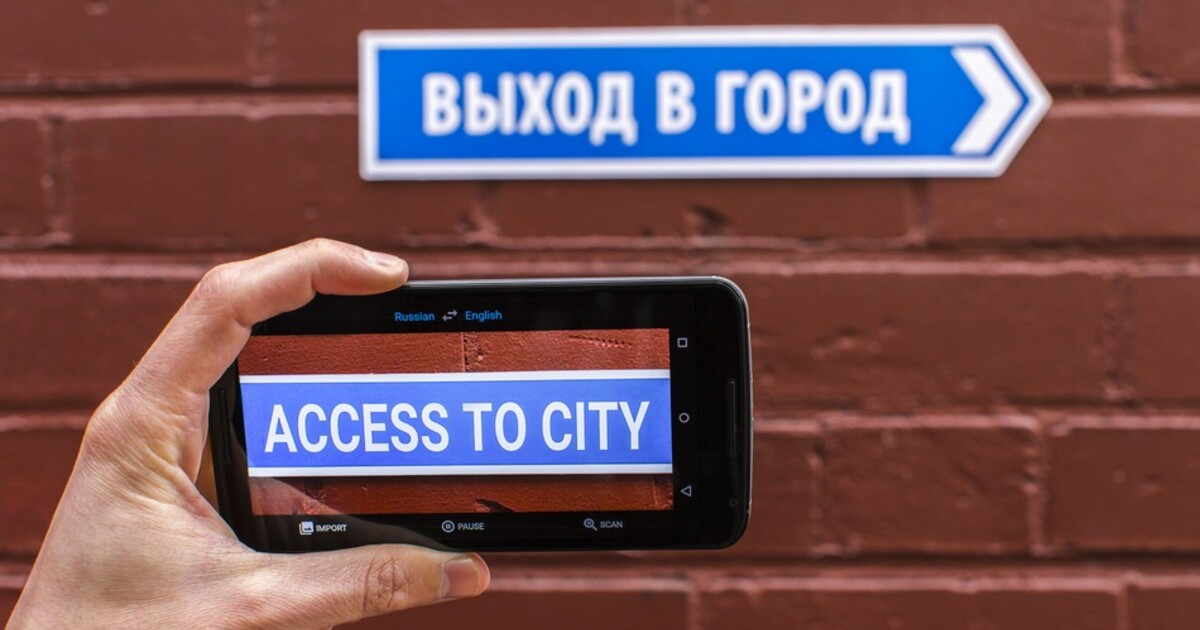 ВЫХОД В ГОРОД
Russian English
ACCESS TO CITY
IMPORT PAUSE SCAN